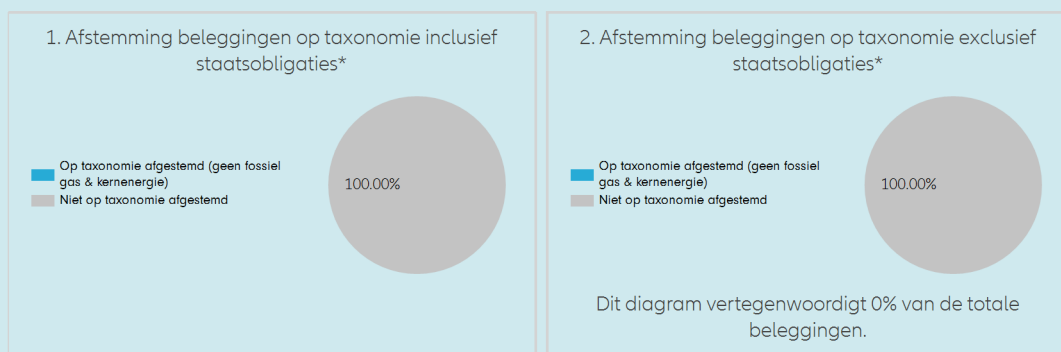 1. Afstemming beleggingen op taxonomie inclusief
staatsobligaties*
Op taxonomie afgestemd (geen fossiel
gas & kernenergie)
Niet op taxonomie afgestemd
100.00%
2. Afstemming beleggingen op taxonomie exclusief
staatsobligaties*
Op taxonomie afgestemd (geen fossiel
gas & kernenergie)
Niet op taxonomie afgestemd
100.00%
Dit diagram vertegenwoordigt 0% van de totale
beleggingen.